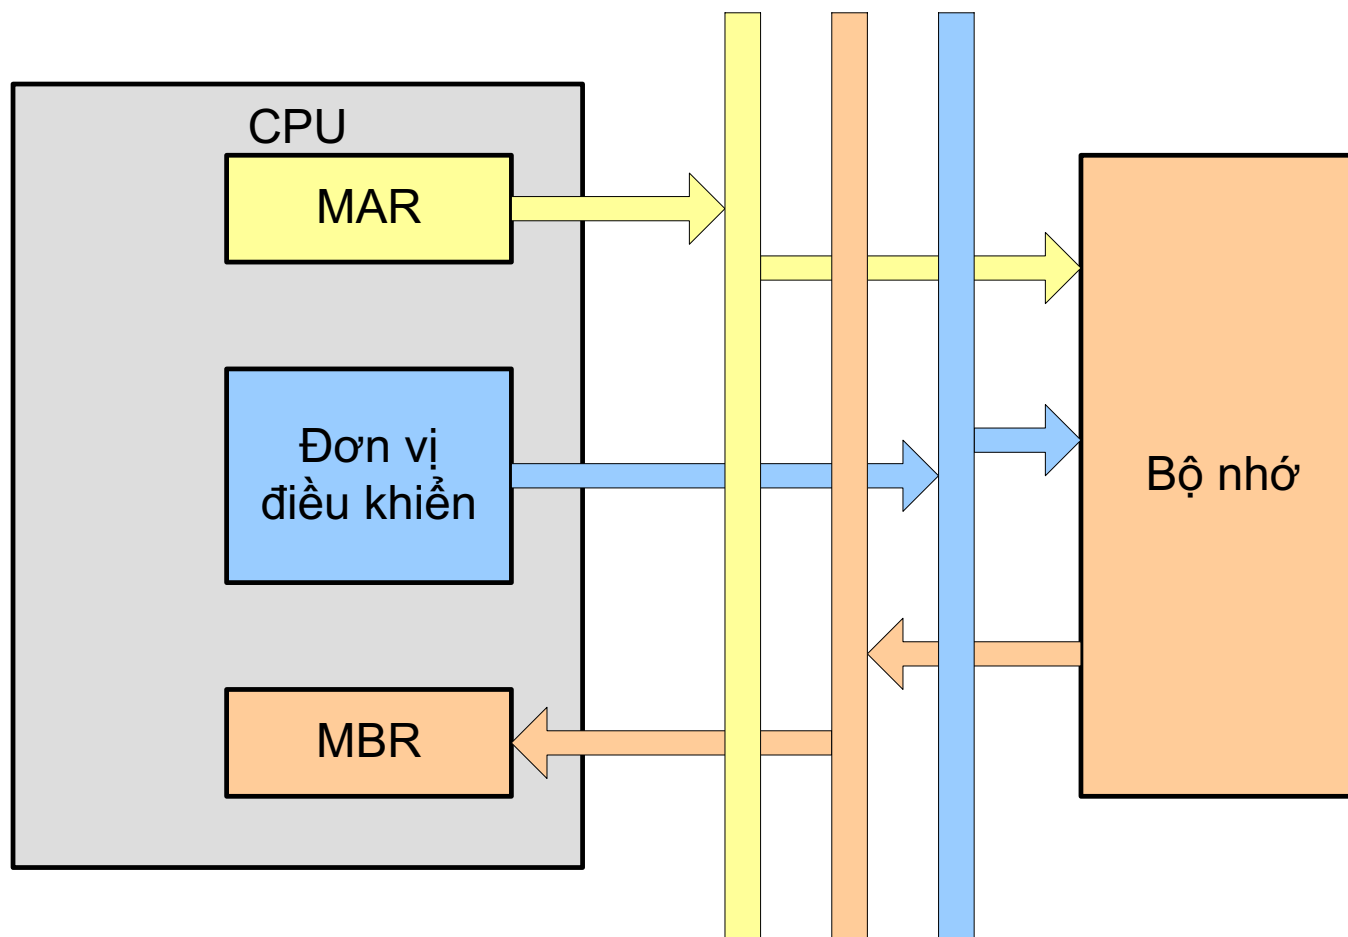 CPU
MAR
Đơn vị
điều khiển
Bộ nhớ
MBR